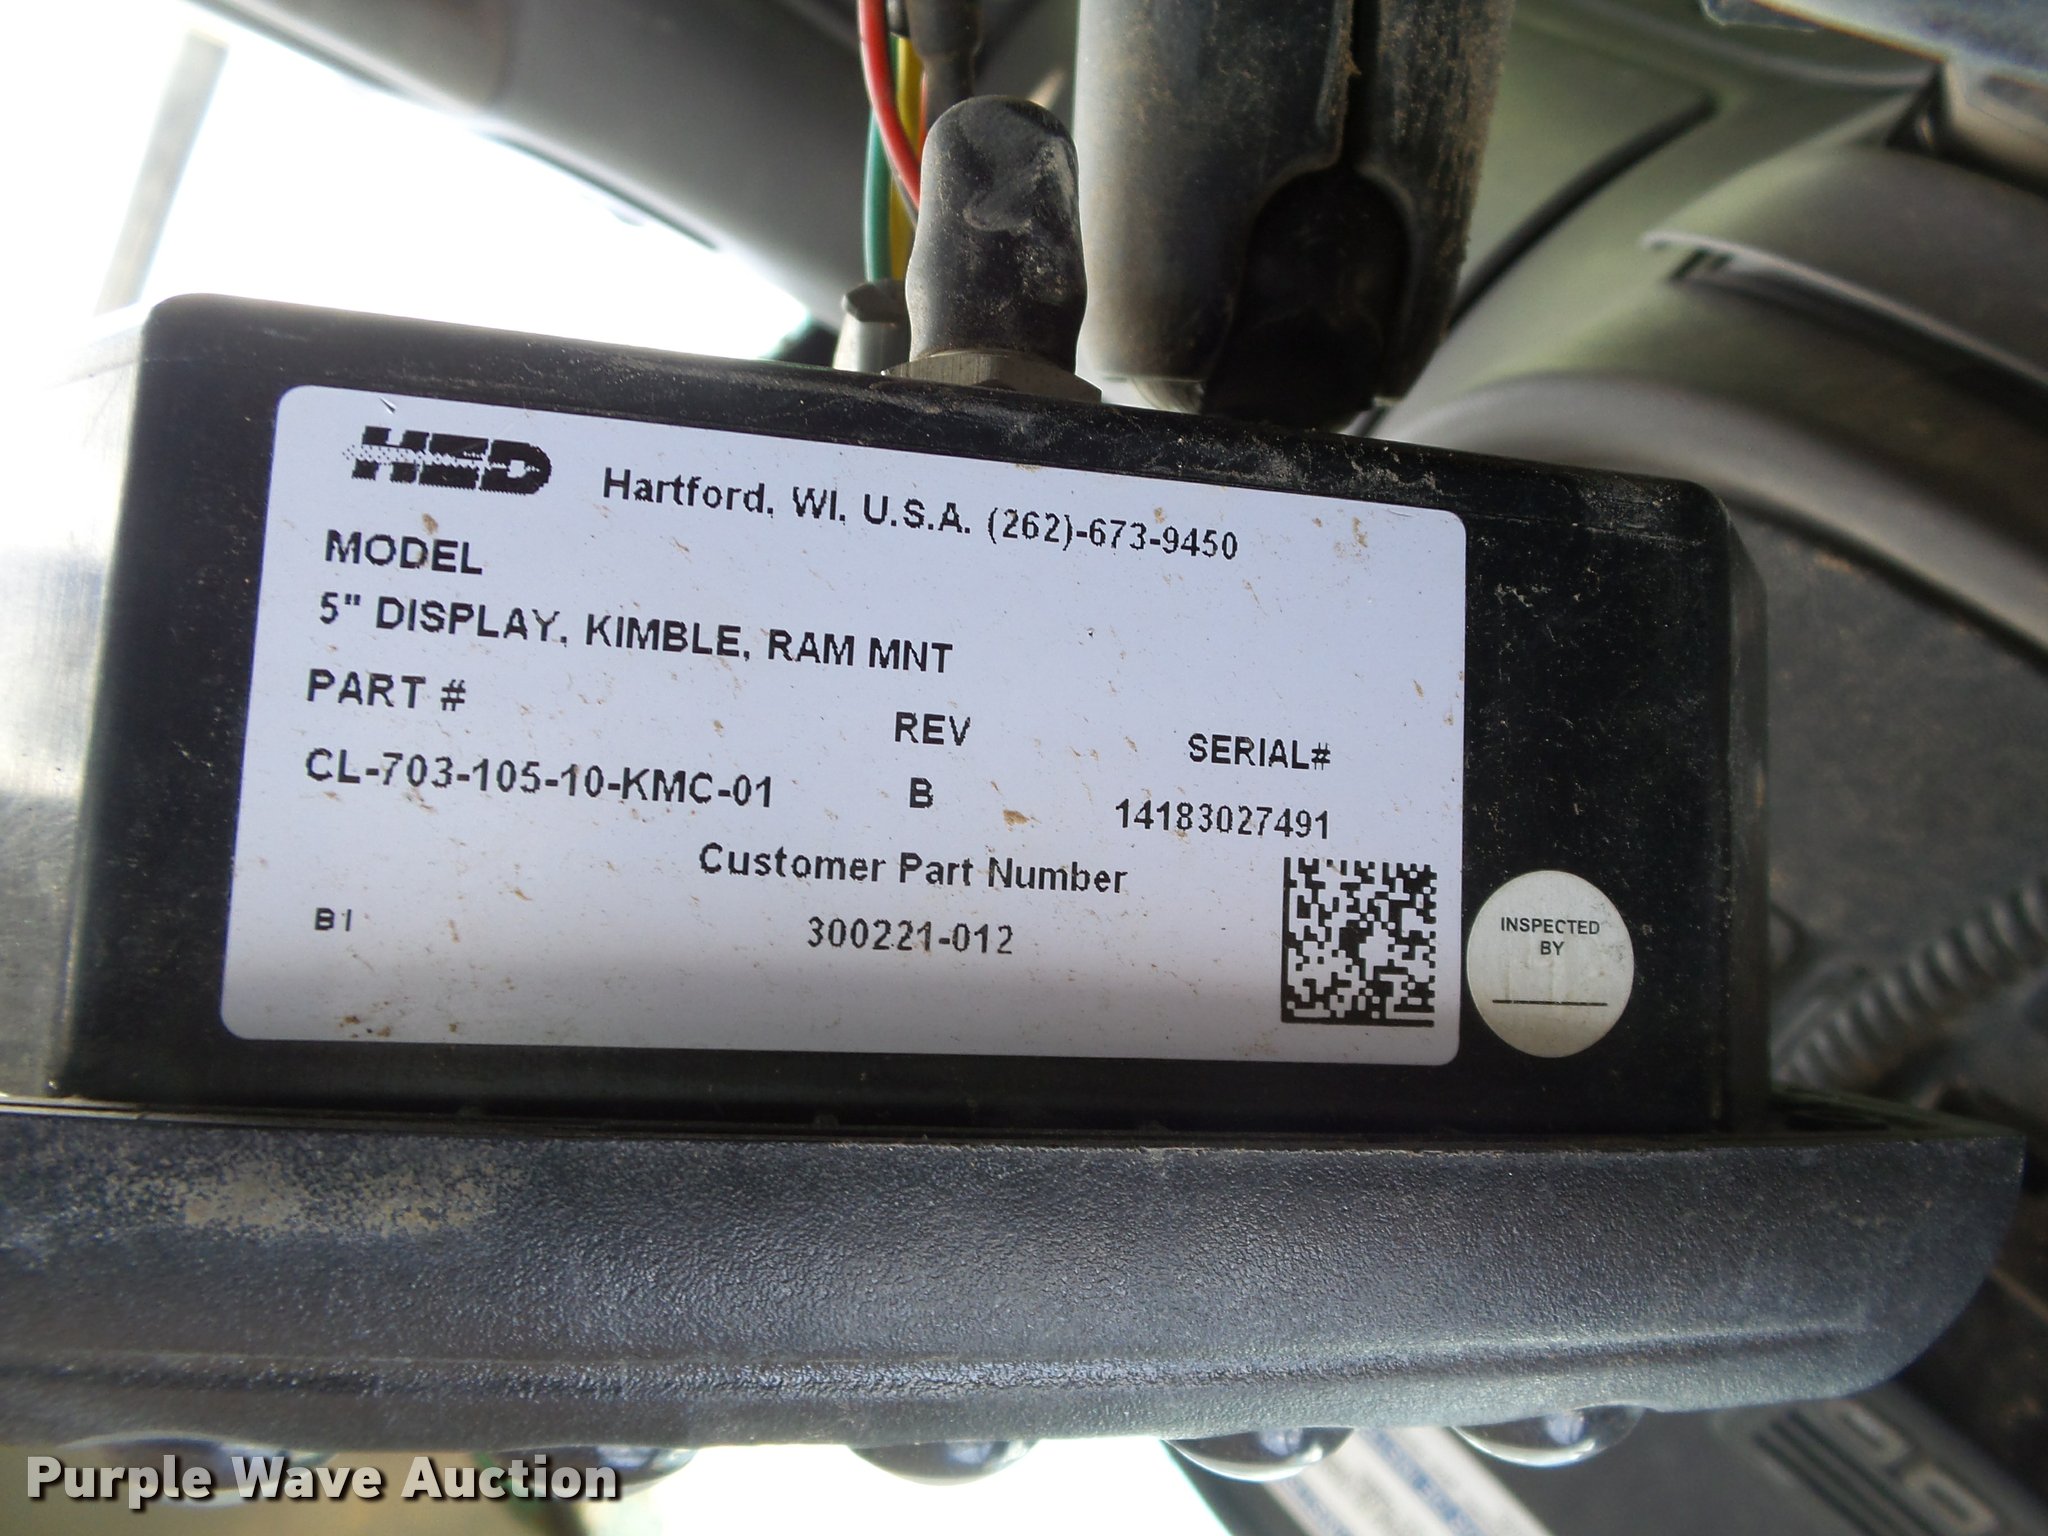 HED
Hartford, WI, U.S.A. (262)-673-9450
MODEL
5" DISPLAY, KIMBLE, RAM MNT
PART #
REV
SERIAL#
CL-703-105-10-KMC-01
B
14183027491
Customer Part Number
B1
300221-012
INSPECTED
BY
Purple Wave Auction